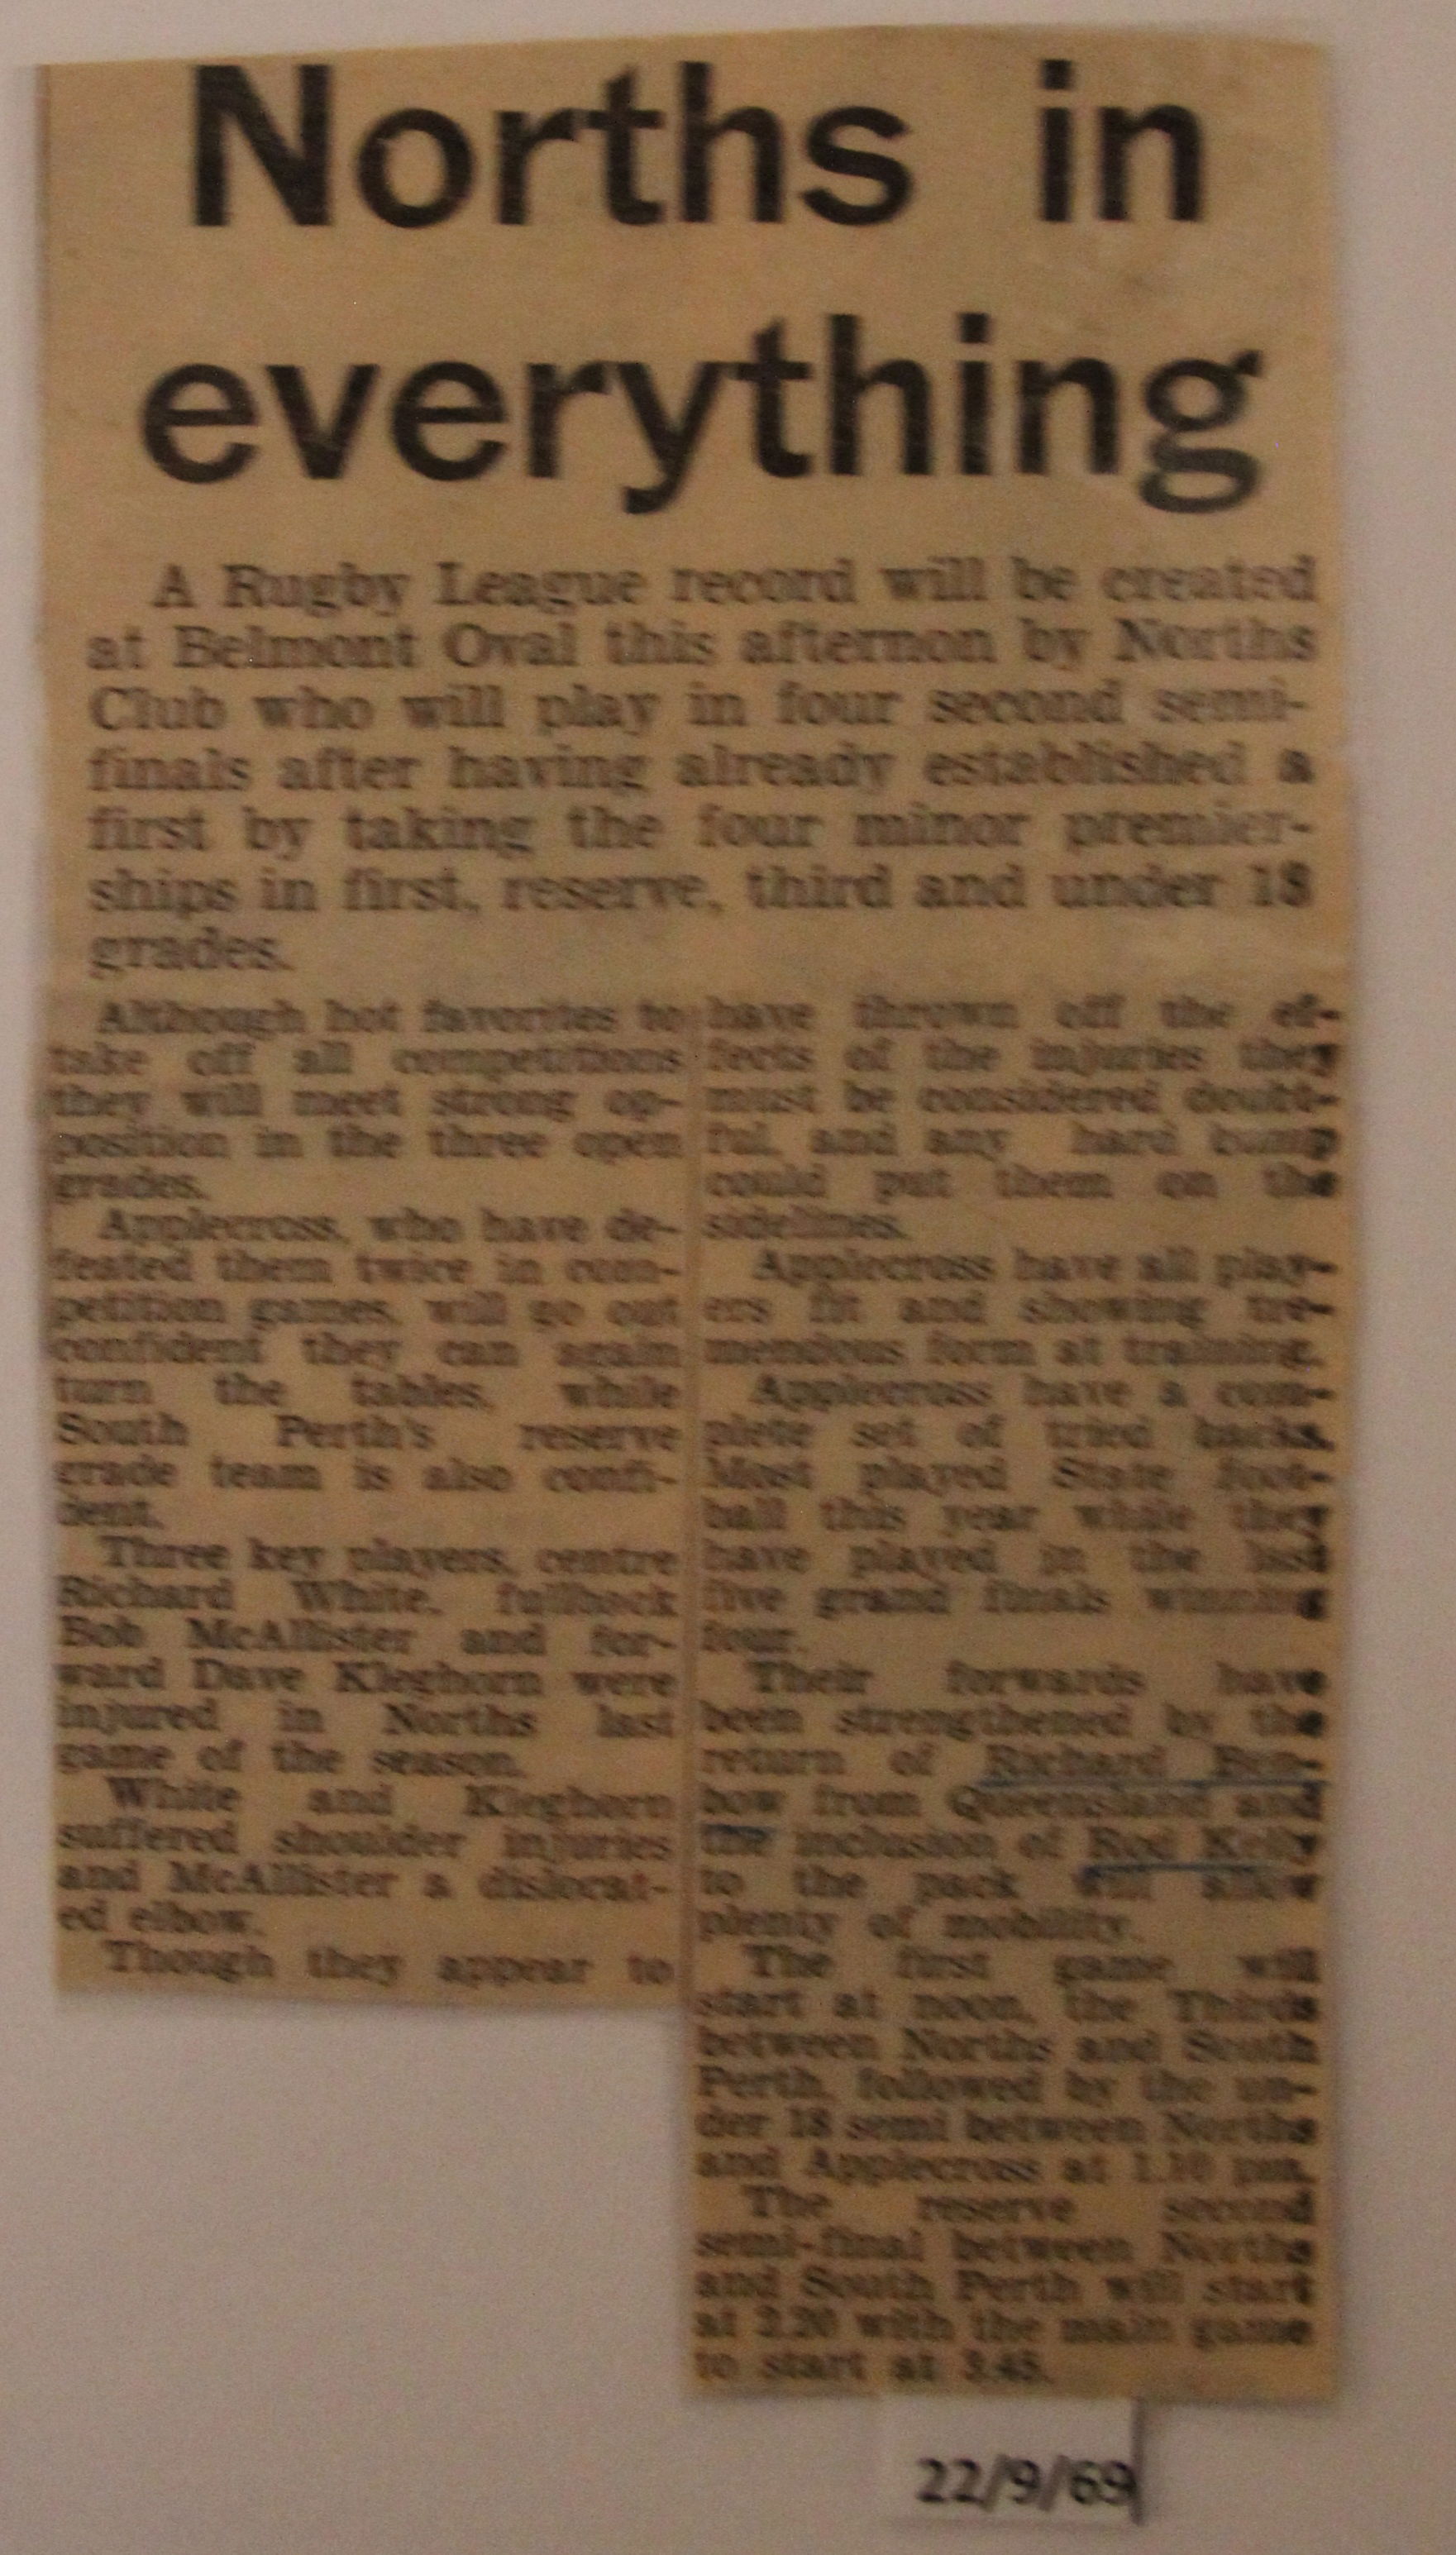 Norths in
everything
A Rugby League record will be created
at Belmont Oval this afternoon by Norths
Club who will play in four second semi-
finals after having already established a
first by taking the four minor premier-
ships in first, reserve, third and under 18
grades.
Although hot favorites to
take off all competitions
they will meet strong op-
position in the three open
grades.
Applecross, who have de-
feated them twice in com-
petition games, will go out
confident they can again
turn the tables, while
South Perth's reserve
grade team is also confi-
dent.
Three key players, centre
Richard White, fullback
Bob McAllister and for-
ward Dave Kleghorn were
injured in Norths last
game of the season.
White and Kleghorn
suffered shoulder injuries
and McAllister a dislocat-
ed elbow.
Though they appear to
have thrown off the ef-
fects of the injuries they
must be considered doubt-
ful, and any hard bump
could put them on the
sidelines.
Applecross have all play-
ers fit and showing tre-
mendous form at training.
Applecross have a com-
plete set of tried backs.
Most played State foot-
ball this year while they
have played in the last
five grand finals winning
four.
Their forwards have
been strengthened by the
return of Richard Ben-
bow from Queensland and
the inclusion of Rod Kelly
to the pack will allow
plenty of mobility.
The first game will
start at noon, the Thirds
between Norths and South
Perth, followed by the un-
der 18 semi between Norths
and Applecross at 1.10 pm.
The reserve second
semi-final between Norths
and South Perth will start
at 2.20 with the main game
to start at 3.45.
22/9/69